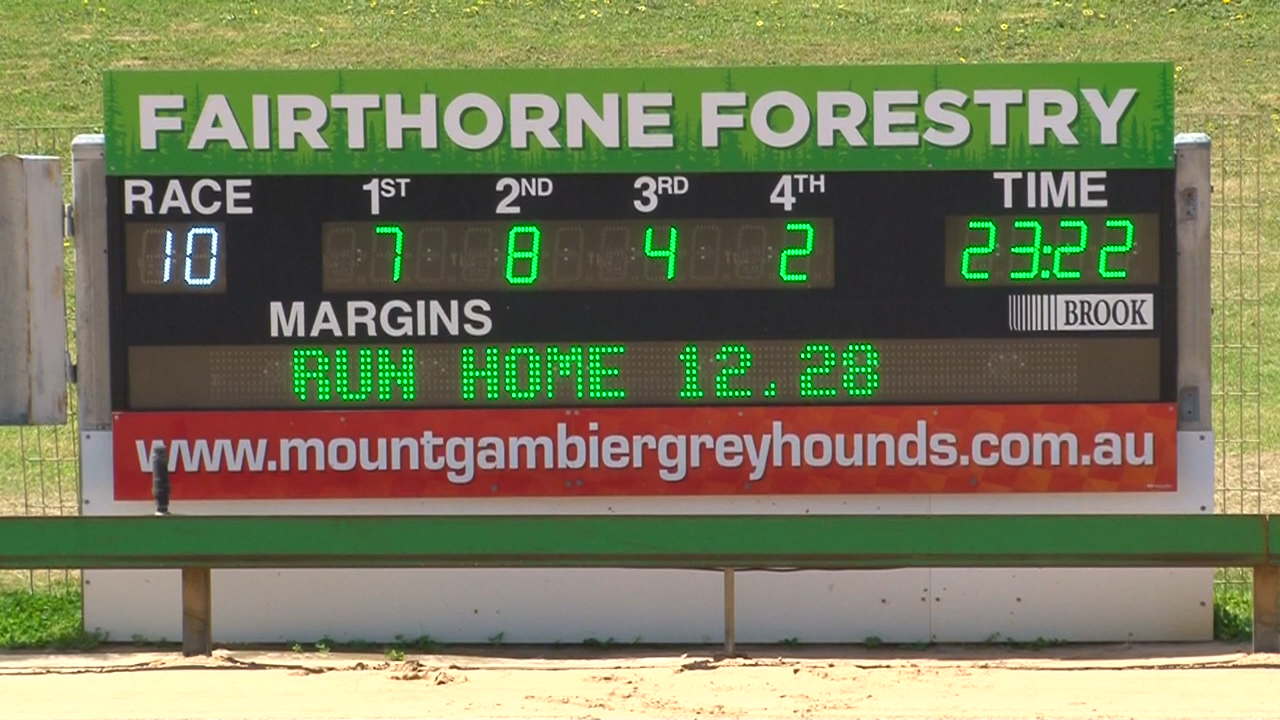 FAIRTHORNE FORESTRY
RACE 1ST 2ND 3RD 4TH TIME
10 7 8 4 2 23:22
MARGINS BROOK
RUN HOME 12.28
www.mountgambiergreyhounds.com.au